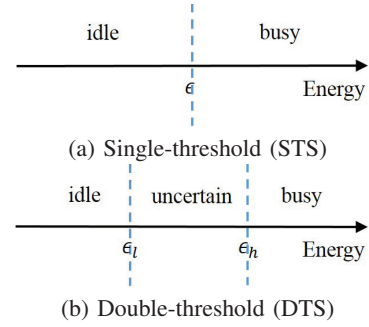 idle busy
ϵ Energy
(a) Single-threshold (STS)
idle uncertain busy
ϵₗ ϵₕ Energy
(b) Double-threshold (DTS)